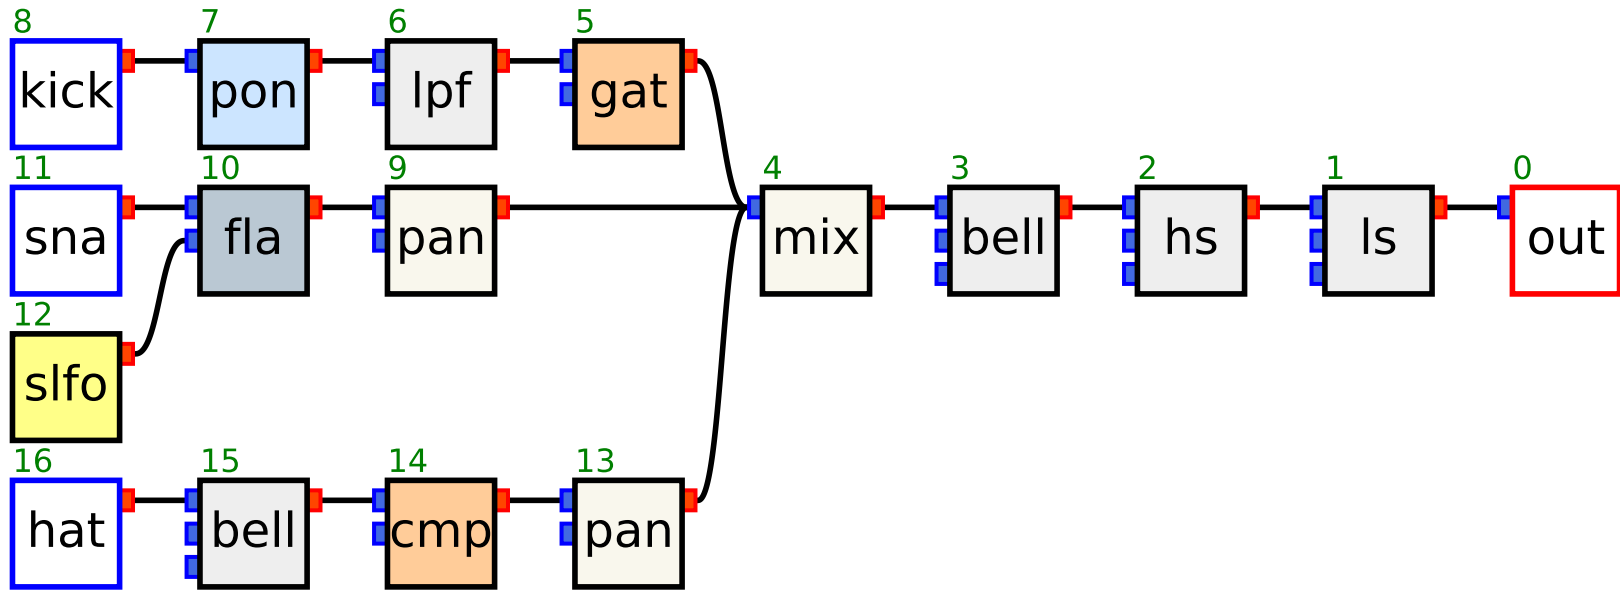 8 7 6 5
kick pon lpf gat
11 10 9 4 3 2 1 0
sna fla pan mix bell hs ls out
12
slfo
16 15 14 13
hat bell cmp pan